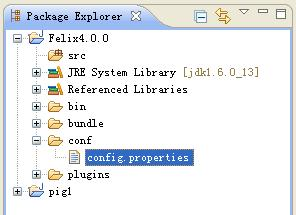 Package Explorer
Felix4.0.0
src
JRE System Library [jdk1.6.0_13]
Referenced Libraries
bin
bundle
conf
config.properties
plugins
pig1